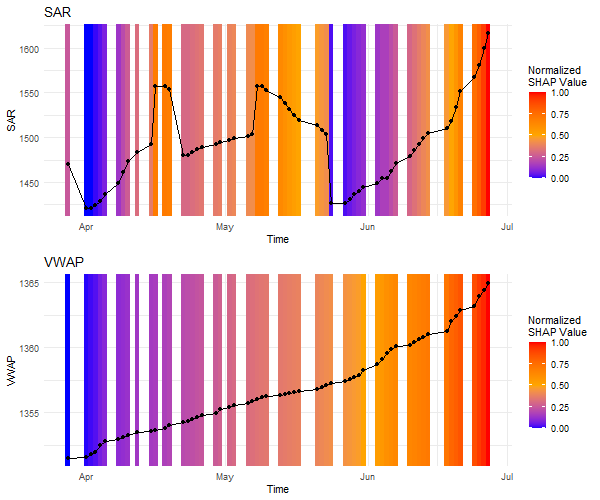 SAR
1600
1550
1500
1450
SAR
Apr
May
Jun
Jul
Time
Normalized
SHAP Value
1.00
0.75
0.50
0.25
0.00
VWAP
1365
1360
1355
VWAP
Apr
May
Jun
Jul
Time
Normalized
SHAP Value
1.00
0.75
0.50
0.25
0.00